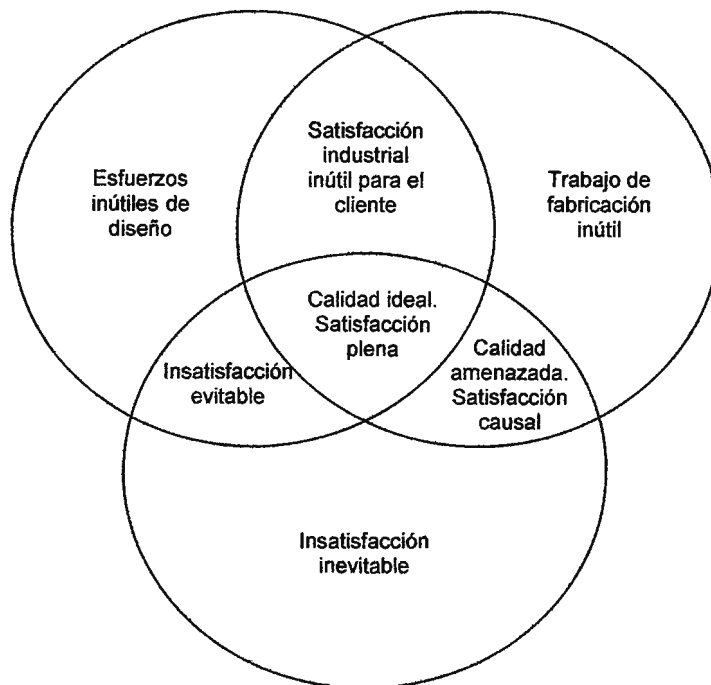 Satisfacción
industrial
inútil para el
cliente
Esfuerzos
inútiles de
diseño
Trabajo de
fabricación
inútil
Calidad ideal.
Satisfacción
plena
Insatisfacción
evitable
Calidad
amenazada.
Satisfacción
causal
Insatisfacción
inevitable